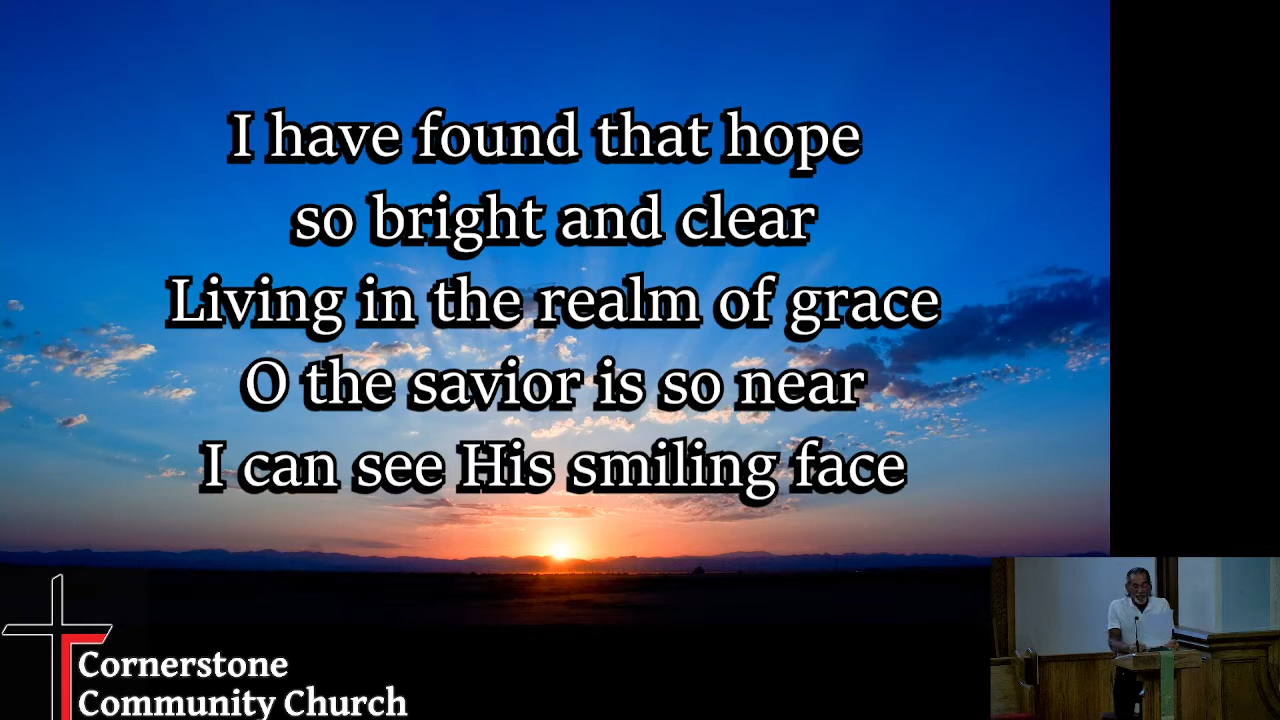 I have found that hope
so bright and clear
Living in the realm of grace
O the savior is so near
I can see His smiling face
Cornerstone
Community Church